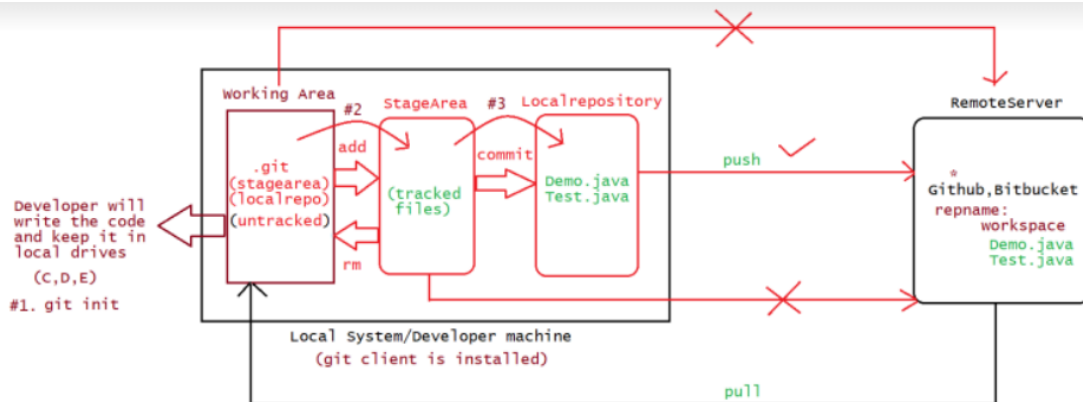 Working Area
#2
StageArea
#3
Localrepository
RemoteServer
add
commit
push
.git
(stagearea)
(localrepo)
(untracked)
(tracked
files)
Demo.java
Test.java
*
Github,Bitbucket
repname:
workspace
Demo.java
Test.java
rm
Developer will
write the code
and keep it in
local drives
(C,D,E)
#1. git init
Local System/Developer machine
(git client is installed)
pull